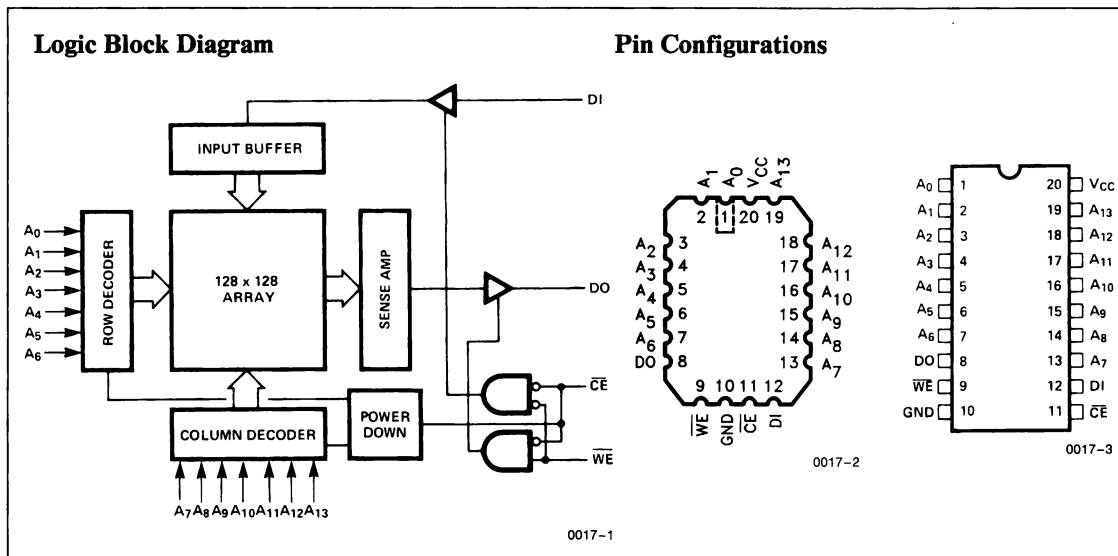 Logic Block Diagram
Pin Configurations
DI
INPUT BUFFER
A0
A1
A2
A3
A4
A5
A6
ROW DECODER
128 x 128
ARRAY
SENSE AMP
DO
CE
POWER
DOWN
COLUMN DECODER
WE
A7 A8 A9 A10 A11 A12 A13
0017-1
A1 A0 VCC A13
2 1 20 19
A2 3 18 A12
A3 4 17 A11
A4 5 16 A10
A5 6 15 A9
A6 7 14 A8
DO 8 13 A7
9 10 11 12
WE GND CE DI
0017-2
A0 1 20 VCC
A1 2 19 A13
A2 3 18 A12
A3 4 17 A11
A4 5 16 A10
A5 6 15 A9
A6 7 14 A8
DO 8 13 A7
WE 9 12 DI
GND 10 11 CE
0017-3